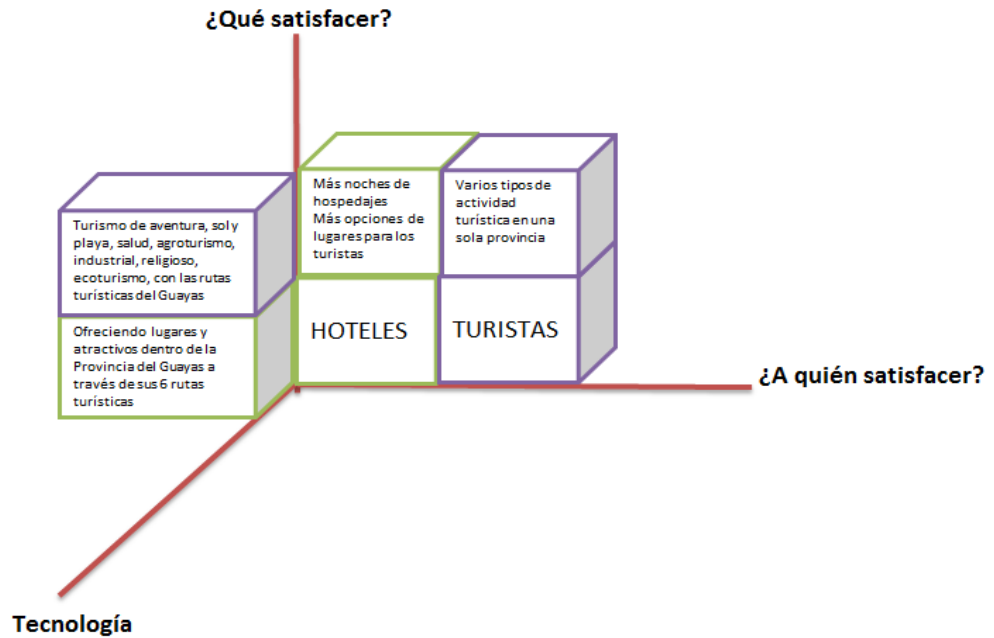 ¿Qué satisfacer?
Más noches de
hospedajes
Más opciones de
lugares para los
turistas
Varios tipos de
actividad
turística en una
sola provincia
Turismo de aventura, sol y
playa, salud, agroturismo,
industrial, religioso,
ecoturismo, con las rutas
turísticas del Guayas
Ofreciendo lugares y
atractivos dentro de la
Provincia del Guayas a
través de sus 6 rutas
turísticas
HOTELES
TURISTAS
¿A quién satisfacer?
Tecnología